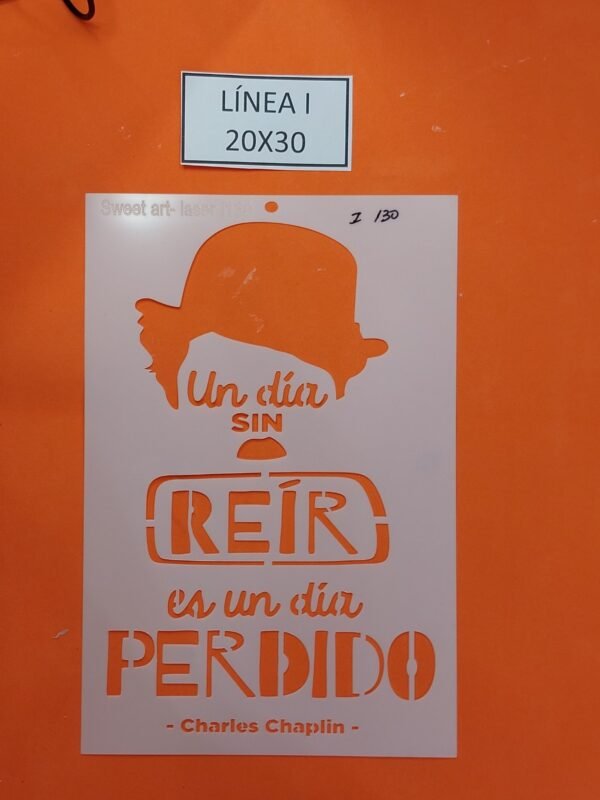 LÍNEA I
20X30
Sweet art- laser
I 130
Un día
SIN
REÍR
es un día
PERDIDO
- Charles Chaplin -